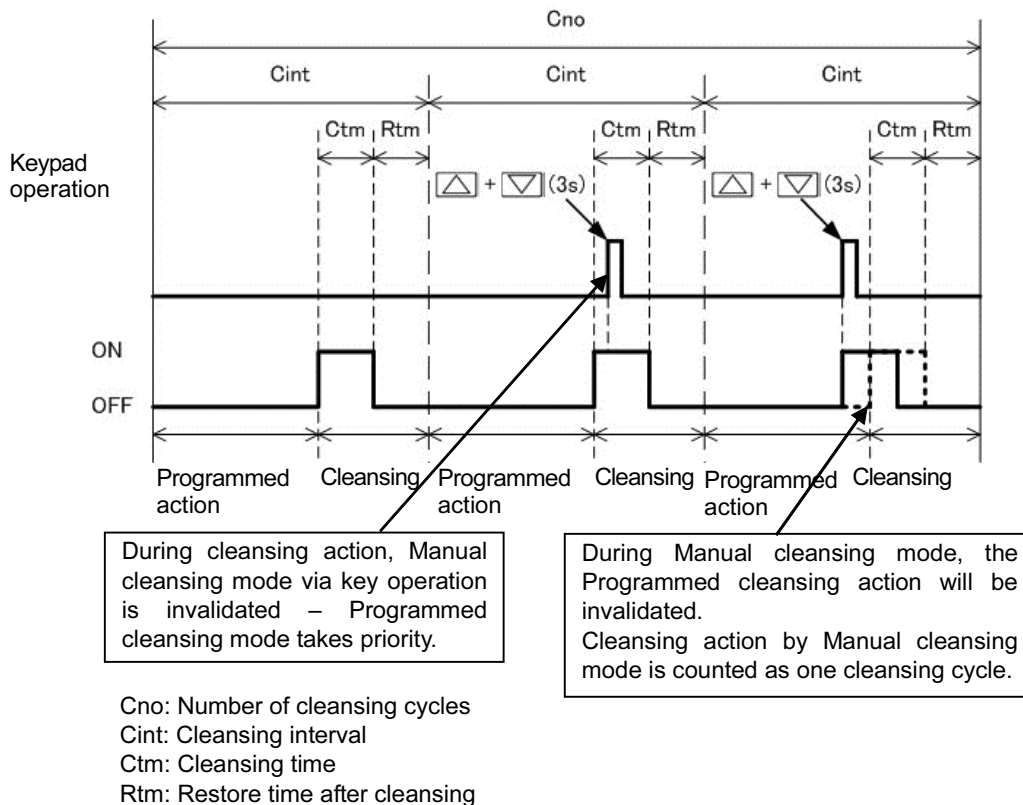 Cno
Cint Cint Cint
Ctm Rtm Ctm Rtm Ctm Rtm
Keypad
operation
△ + ▽ (3s) △ + ▽ (3s)
ON
OFF
Programmed Cleansing Programmed Cleansing Programmed Cleansing
action action action
During cleansing action, Manual
cleansing mode via key operation
is invalidated – Programmed
cleansing mode takes priority.
During Manual cleansing mode, the
Programmed cleansing action will be
invalidated.
Cleansing action by Manual cleansing
mode is counted as one cleansing cycle.
Cno: Number of cleansing cycles
Cint: Cleansing interval
Ctm: Cleansing time
Rtm: Restore time after cleansing